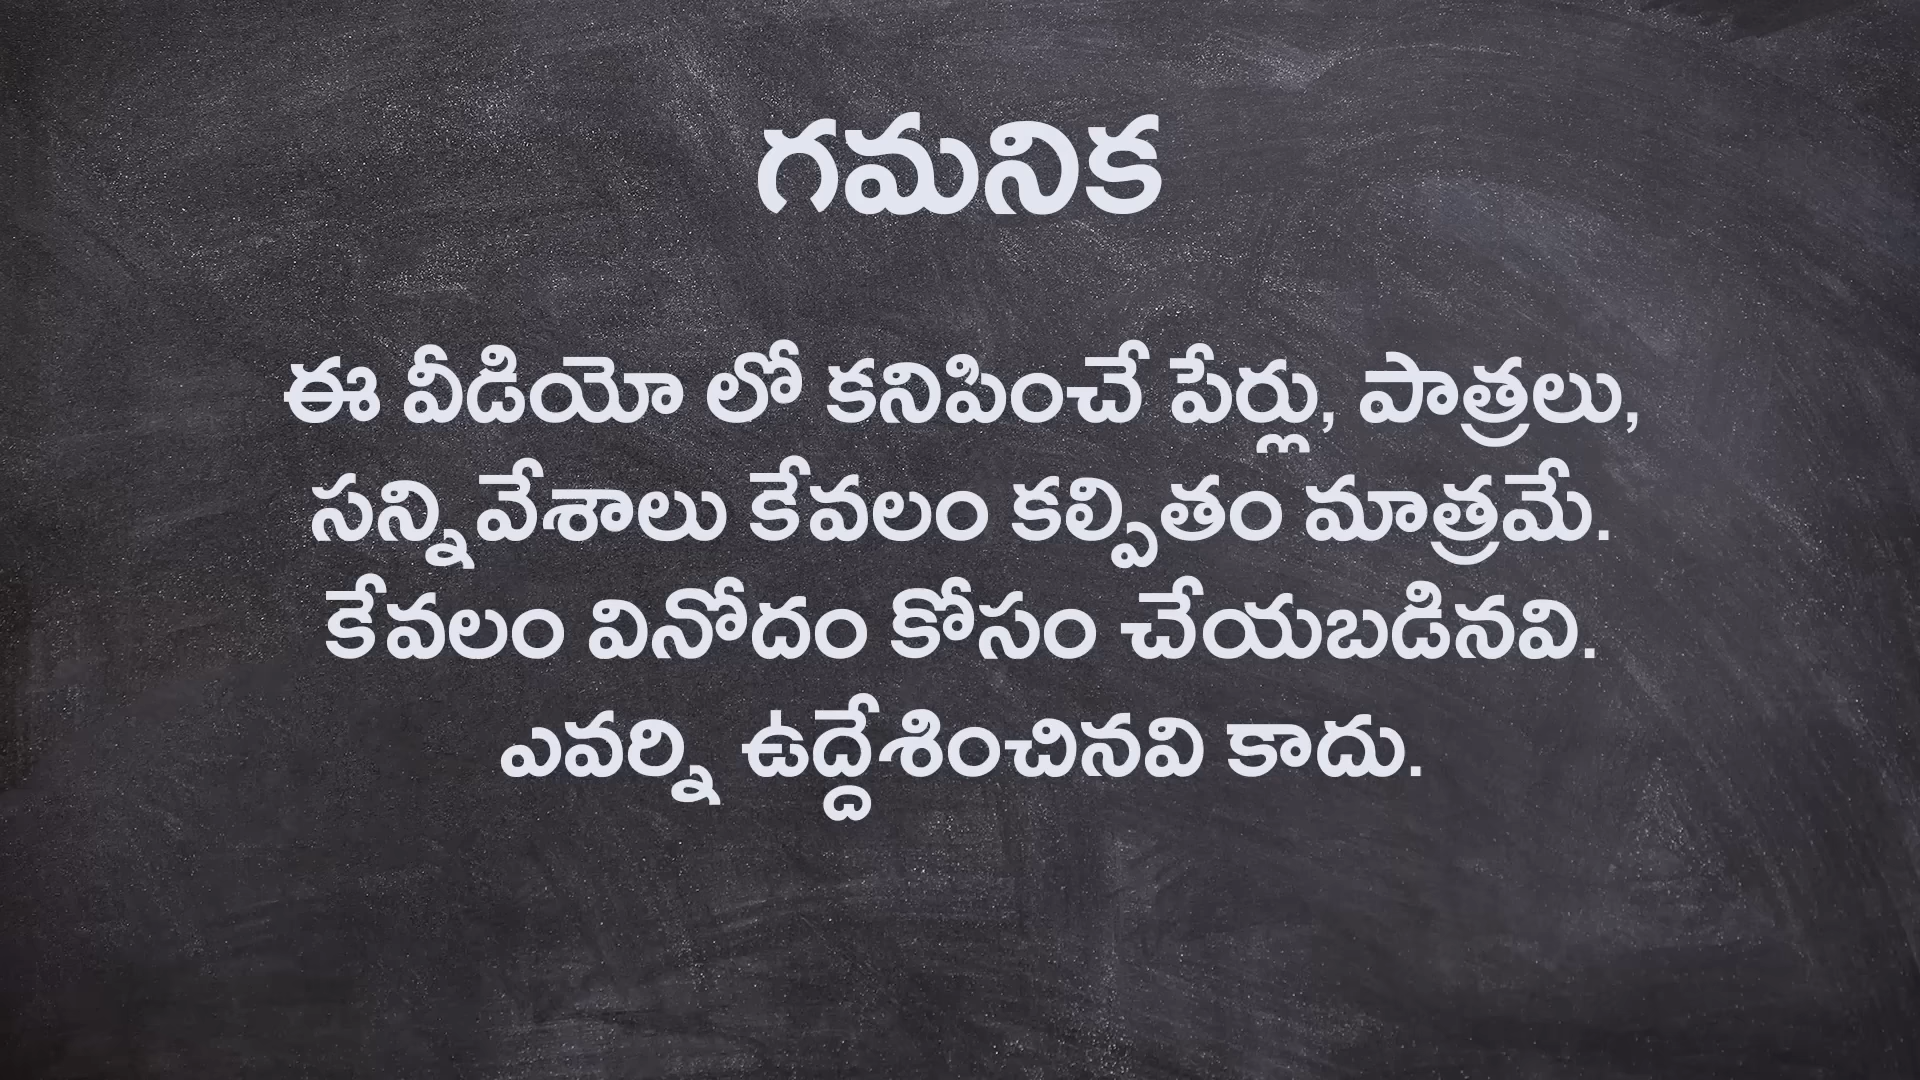 గమనిక
ఈ వీడియో లో కనిపించే పేర్లు, పాత్రలు,
సన్నివేశాలు కేవలం కల్పితం మాత్రమే.
కేవలం వినోదం కోసం చేయబడినవి.
ఎవర్ని ఉద్దేశించినవి కాదు.